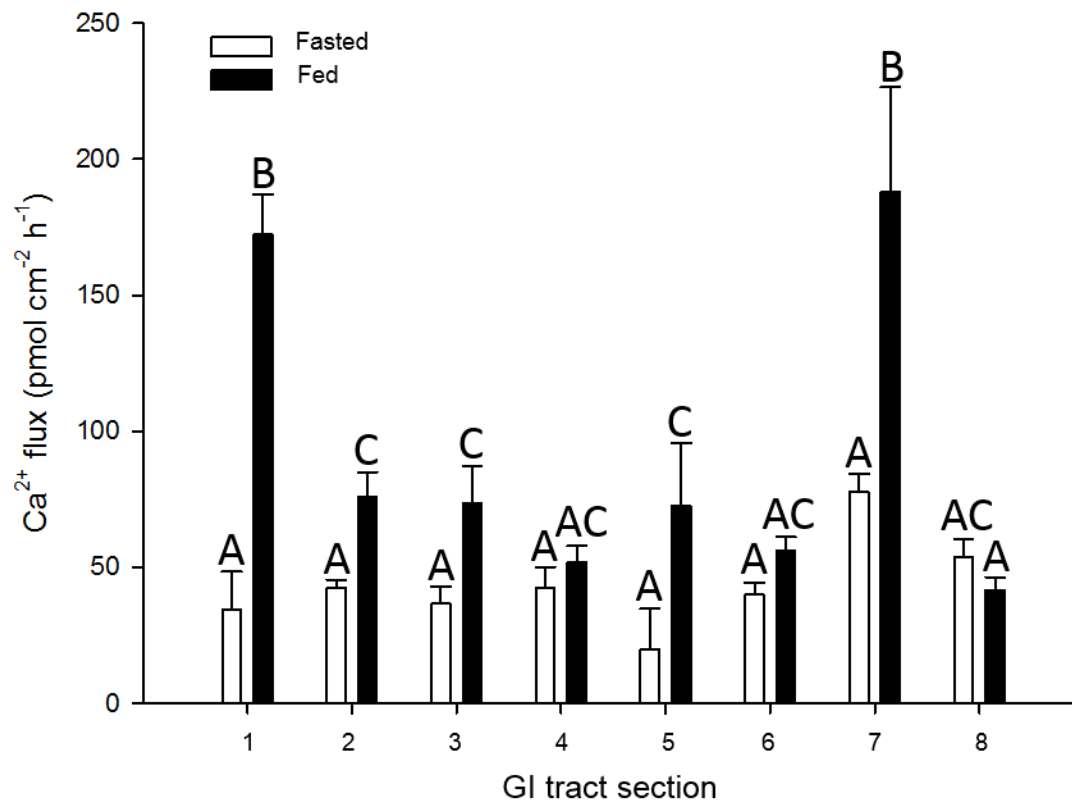 250
200
150
100
50
0
Ca²⁺ flux (pmol cm⁻² h⁻¹)
Fasted
Fed
A
B
A
C
A
C
A
AC
A
C
A
AC
A
B
AC
A
1 2 3 4 5 6 7 8
GI tract section